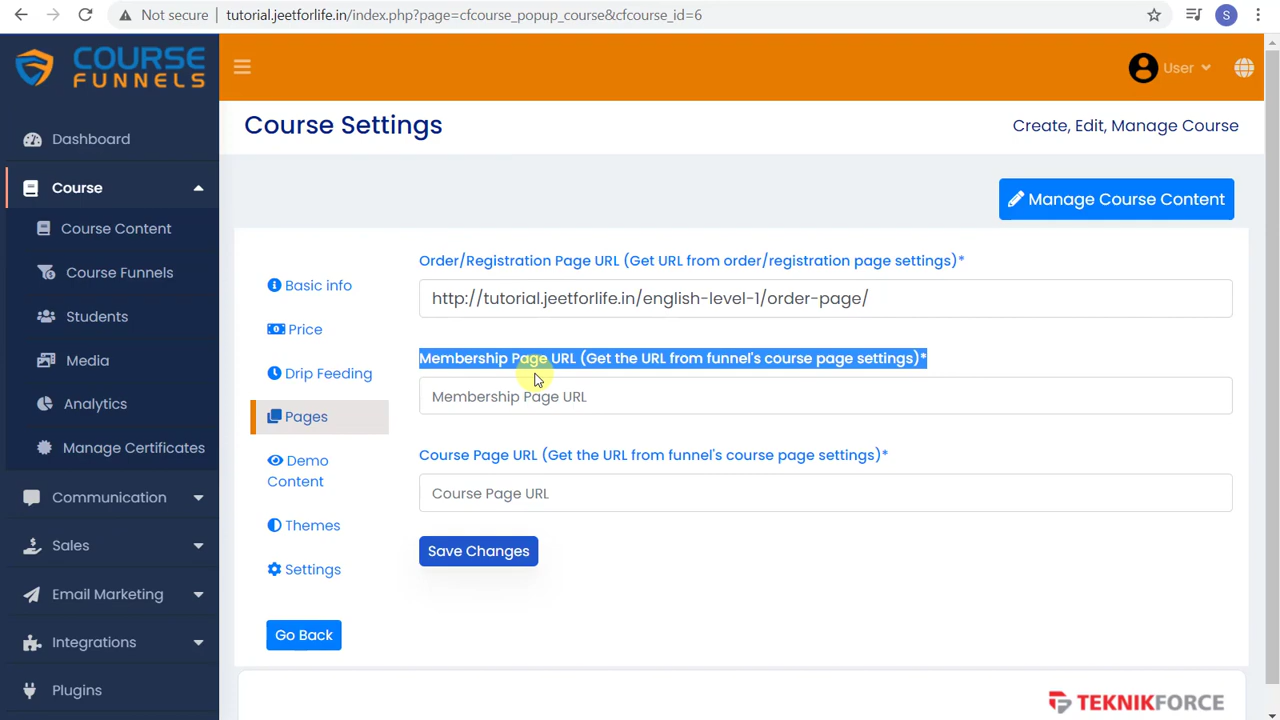 Not secure
tutorial.jeetforlife.in/index.php?page=cfcourse_popup_course&cfcourse_id=6
S
COURSE
FUNNELS
User
Dashboard
Course
Course Content
Course Funnels
Students
Media
Analytics
Manage Certificates
Communication
Sales
Email Marketing
Integrations
Plugins
Course Settings
Create, Edit, Manage Course
Manage Course Content
Basic info
Price
Drip Feeding
Pages
Demo
Content
Themes
Settings
Go Back
Order/Registration Page URL (Get URL from order/registration page settings)*
http://tutorial.jeetforlife.in/english-level-1/order-page/
Membership Page URL (Get the URL from funnel's course page settings)*
Membership Page URL
Course Page URL (Get the URL from funnel's course page settings)*
Course Page URL
Save Changes
TEKNIKFORCE